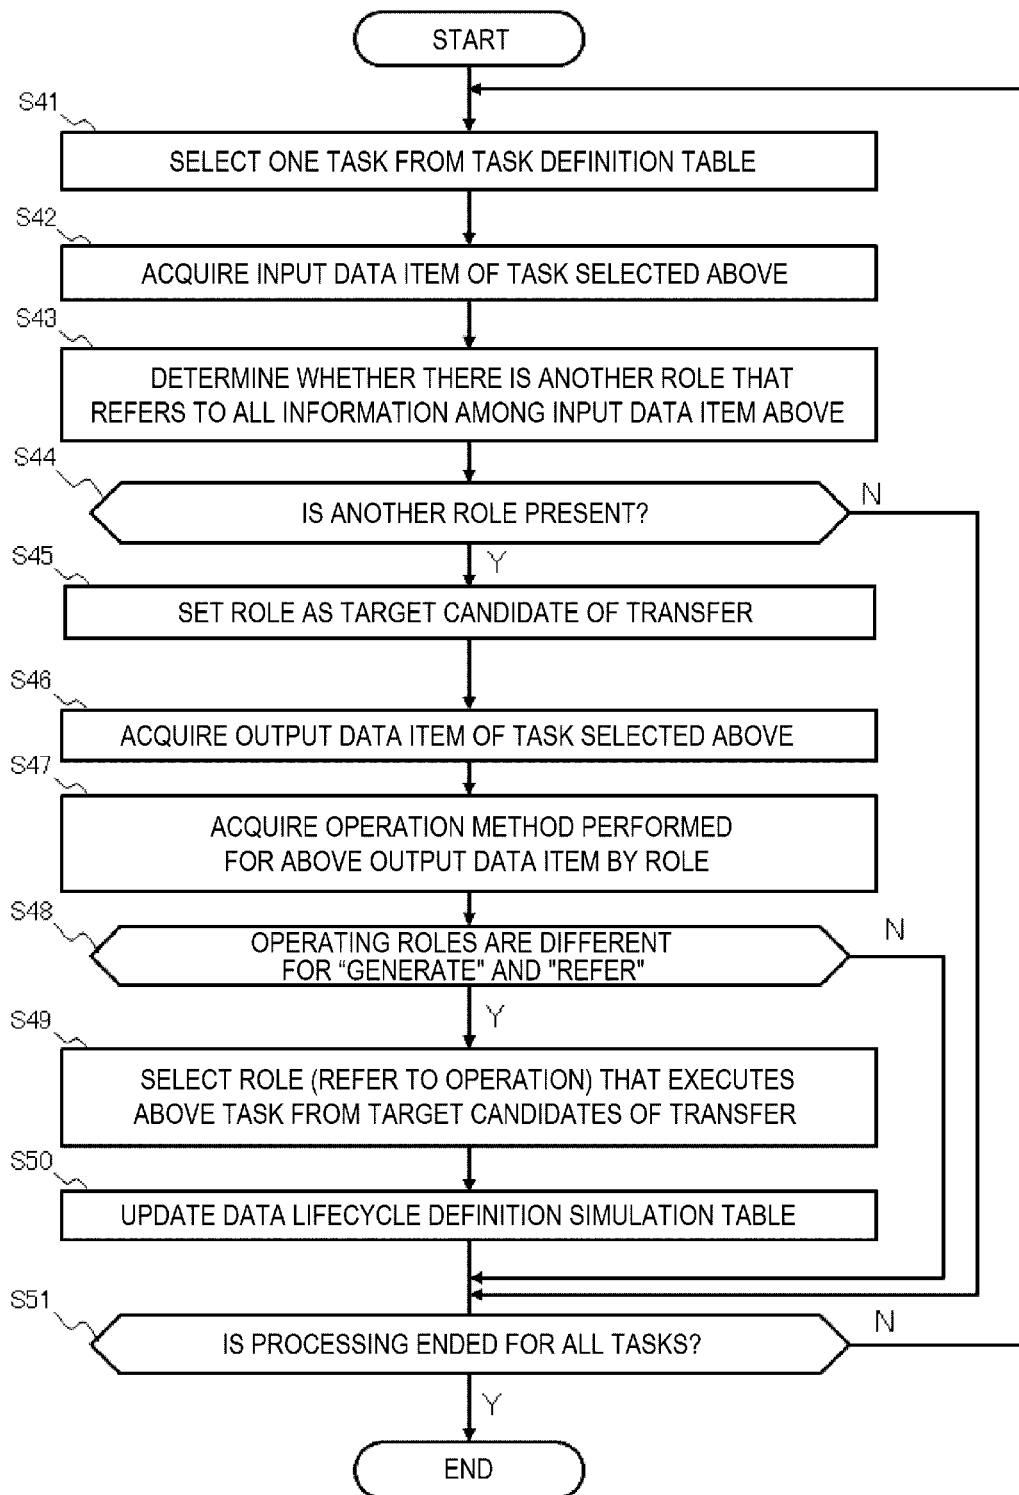 START
S41
SELECT ONE TASK FROM TASK DEFINITION TABLE
S42
ACQUIRE INPUT DATA ITEM OF TASK SELECTED ABOVE
S43
DETERMINE WHETHER THERE IS ANOTHER ROLE THAT
REFERS TO ALL INFORMATION AMONG INPUT DATA ITEM ABOVE
S44
IS ANOTHER ROLE PRESENT?
N
Y
S45
SET ROLE AS TARGET CANDIDATE OF TRANSFER
S46
ACQUIRE OUTPUT DATA ITEM OF TASK SELECTED ABOVE
S47
ACQUIRE OPERATION METHOD PERFORMED
FOR ABOVE OUTPUT DATA ITEM BY ROLE
S48
OPERATING ROLES ARE DIFFERENT
FOR “GENERATE" AND "REFER"
N
Y
S49
SELECT ROLE (REFER TO OPERATION) THAT EXECUTES
ABOVE TASK FROM TARGET CANDIDATES OF TRANSFER
S50
UPDATE DATA LIFECYCLE DEFINITION SIMULATION TABLE
S51
IS PROCESSING ENDED FOR ALL TASKS?
N
Y
END